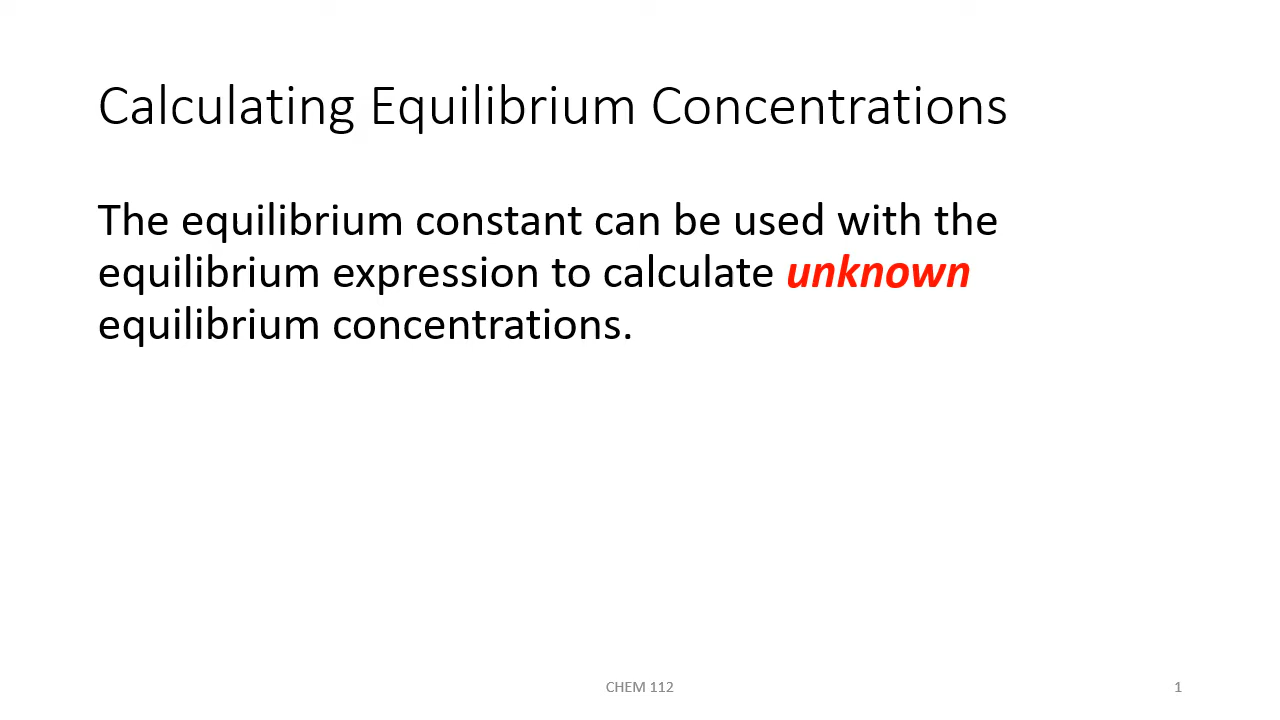 Calculating Equilibrium Concentrations
The equilibrium constant can be used with the
equilibrium expression to calculate unknown
equilibrium concentrations.
CHEM 112
1